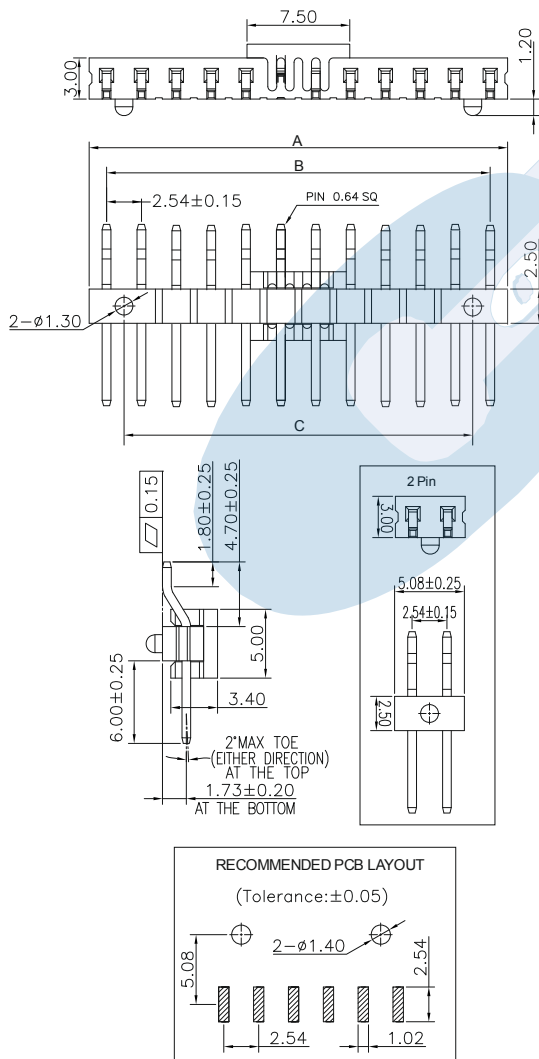 7.50
1.20
3.00
A
B
2.54±0.15
PIN 0.64 SQ
2.50
2-ø1.30
C
0.15
1.80±0.25
4.70±0.25
5.00
6.00±0.25
3.40
2°MAX TOE
(EITHER DIRECTION)
AT THE TOP
1.73±0.20
AT THE BOTTOM
2 Pin
3.00
5.08±0.25
2.54±0.15
2.50
RECOMMENDED PCB LAYOUT
(Tolerance:±0.05)
2-ø1.40
5.08
2.54
2.54
1.02